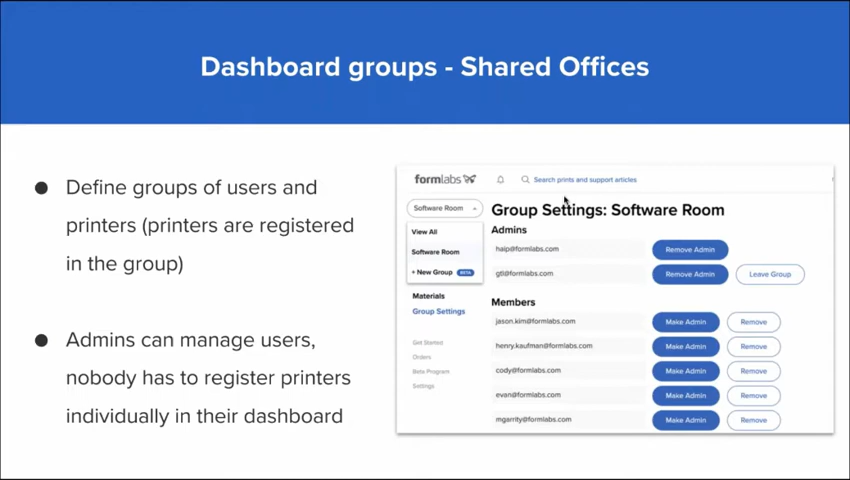 Dashboard groups - Shared Offices
● Define groups of users and
printers (printers are registered
in the group)
● Admins can manage users,
nobody has to register printers
individually in their dashboard
formlabs
Search prints and support articles
Software Room
View All
Software Room
+ New Group BETA
Materials
Group Settings
Get Started
Orders
Beta Program
Settings
Group Settings: Software Room
Admins
haip@formlabs.com Remove Admin
gti@formlabs.com Remove Admin Leave Group
Members
jason.kim@formlabs.com Make Admin Remove
henry.kaufman@formlabs.com Make Admin Remove
cody@formlabs.com Make Admin Remove
evan@formlabs.com Make Admin Remove
mgarrity@formlabs.com Make Admin Remove